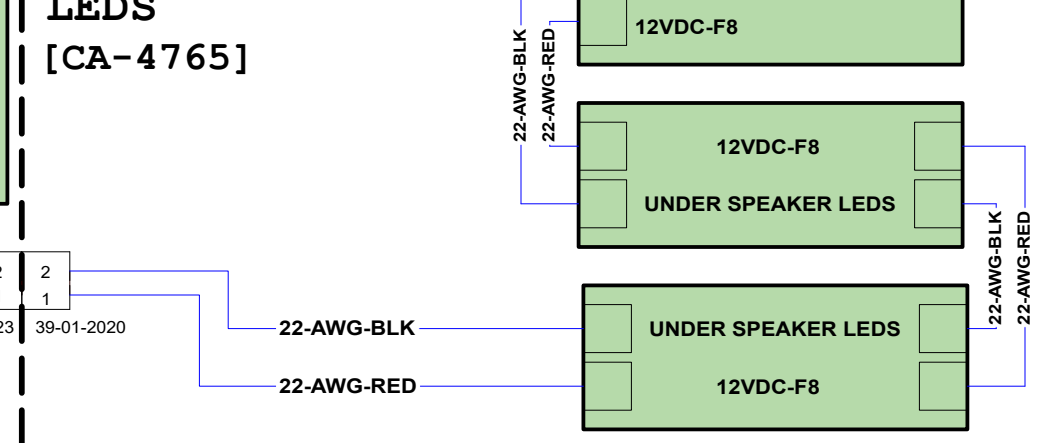 LEDS
[CA-4765]
12VDC-F8
22-AWG-BLK
22-AWG-RED
12VDC-F8
UNDER SPEAKER LEDS
22-AWG-BLK
22-AWG-RED
2
1
39-01-2020
23
22-AWG-BLK
22-AWG-RED
UNDER SPEAKER LEDS
12VDC-F8